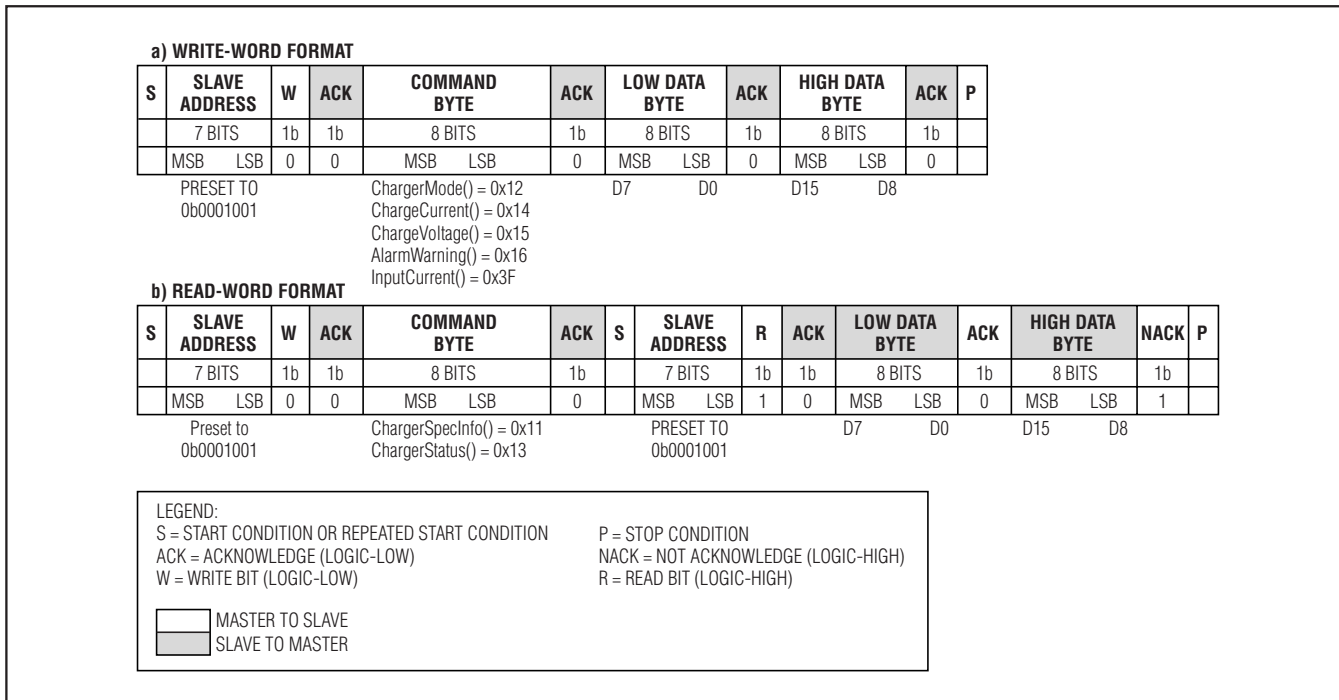 a) WRITE-WORD FORMAT
S SLAVE ADDRESS W ACK COMMAND BYTE ACK LOW DATA BYTE ACK HIGH DATA BYTE ACK P
7 BITS 1b 1b 8 BITS 1b 8 BITS 1b 8 BITS 1b
MSB LSB 0 0 MSB LSB 0 MSB LSB 0 MSB LSB 0
PRESET TO 0b0001001 ChargerMode() = 0x12 D7 D0 D15 D8
ChargeCurrent() = 0x14
ChargeVoltage() = 0x15
AlarmWarning() = 0x16
InputCurrent() = 0x3F
b) READ-WORD FORMAT
S SLAVE ADDRESS W ACK COMMAND BYTE ACK S SLAVE ADDRESS R ACK LOW DATA BYTE ACK HIGH DATA BYTE NACK P
7 BITS 1b 1b 8 BITS 1b 7 BITS 1b 1b 8 BITS 1b 8 BITS 1b
MSB LSB 0 0 MSB LSB 0 MSB LSB 1 0 MSB LSB 0 MSB LSB 1
Preset to ChargerSpecInfo() = 0x11 PRESET TO D7 D0 D15 D8
0b0001001 ChargerStatus() = 0x13 0b0001001
LEGEND:
S = START CONDITION OR REPEATED START CONDITION P = STOP CONDITION
ACK = ACKNOWLEDGE (LOGIC-LOW) NACK = NOT ACKNOWLEDGE (LOGIC-HIGH)
W = WRITE BIT (LOGIC-LOW) R = READ BIT (LOGIC-HIGH)
MASTER TO SLAVE
SLAVE TO MASTER